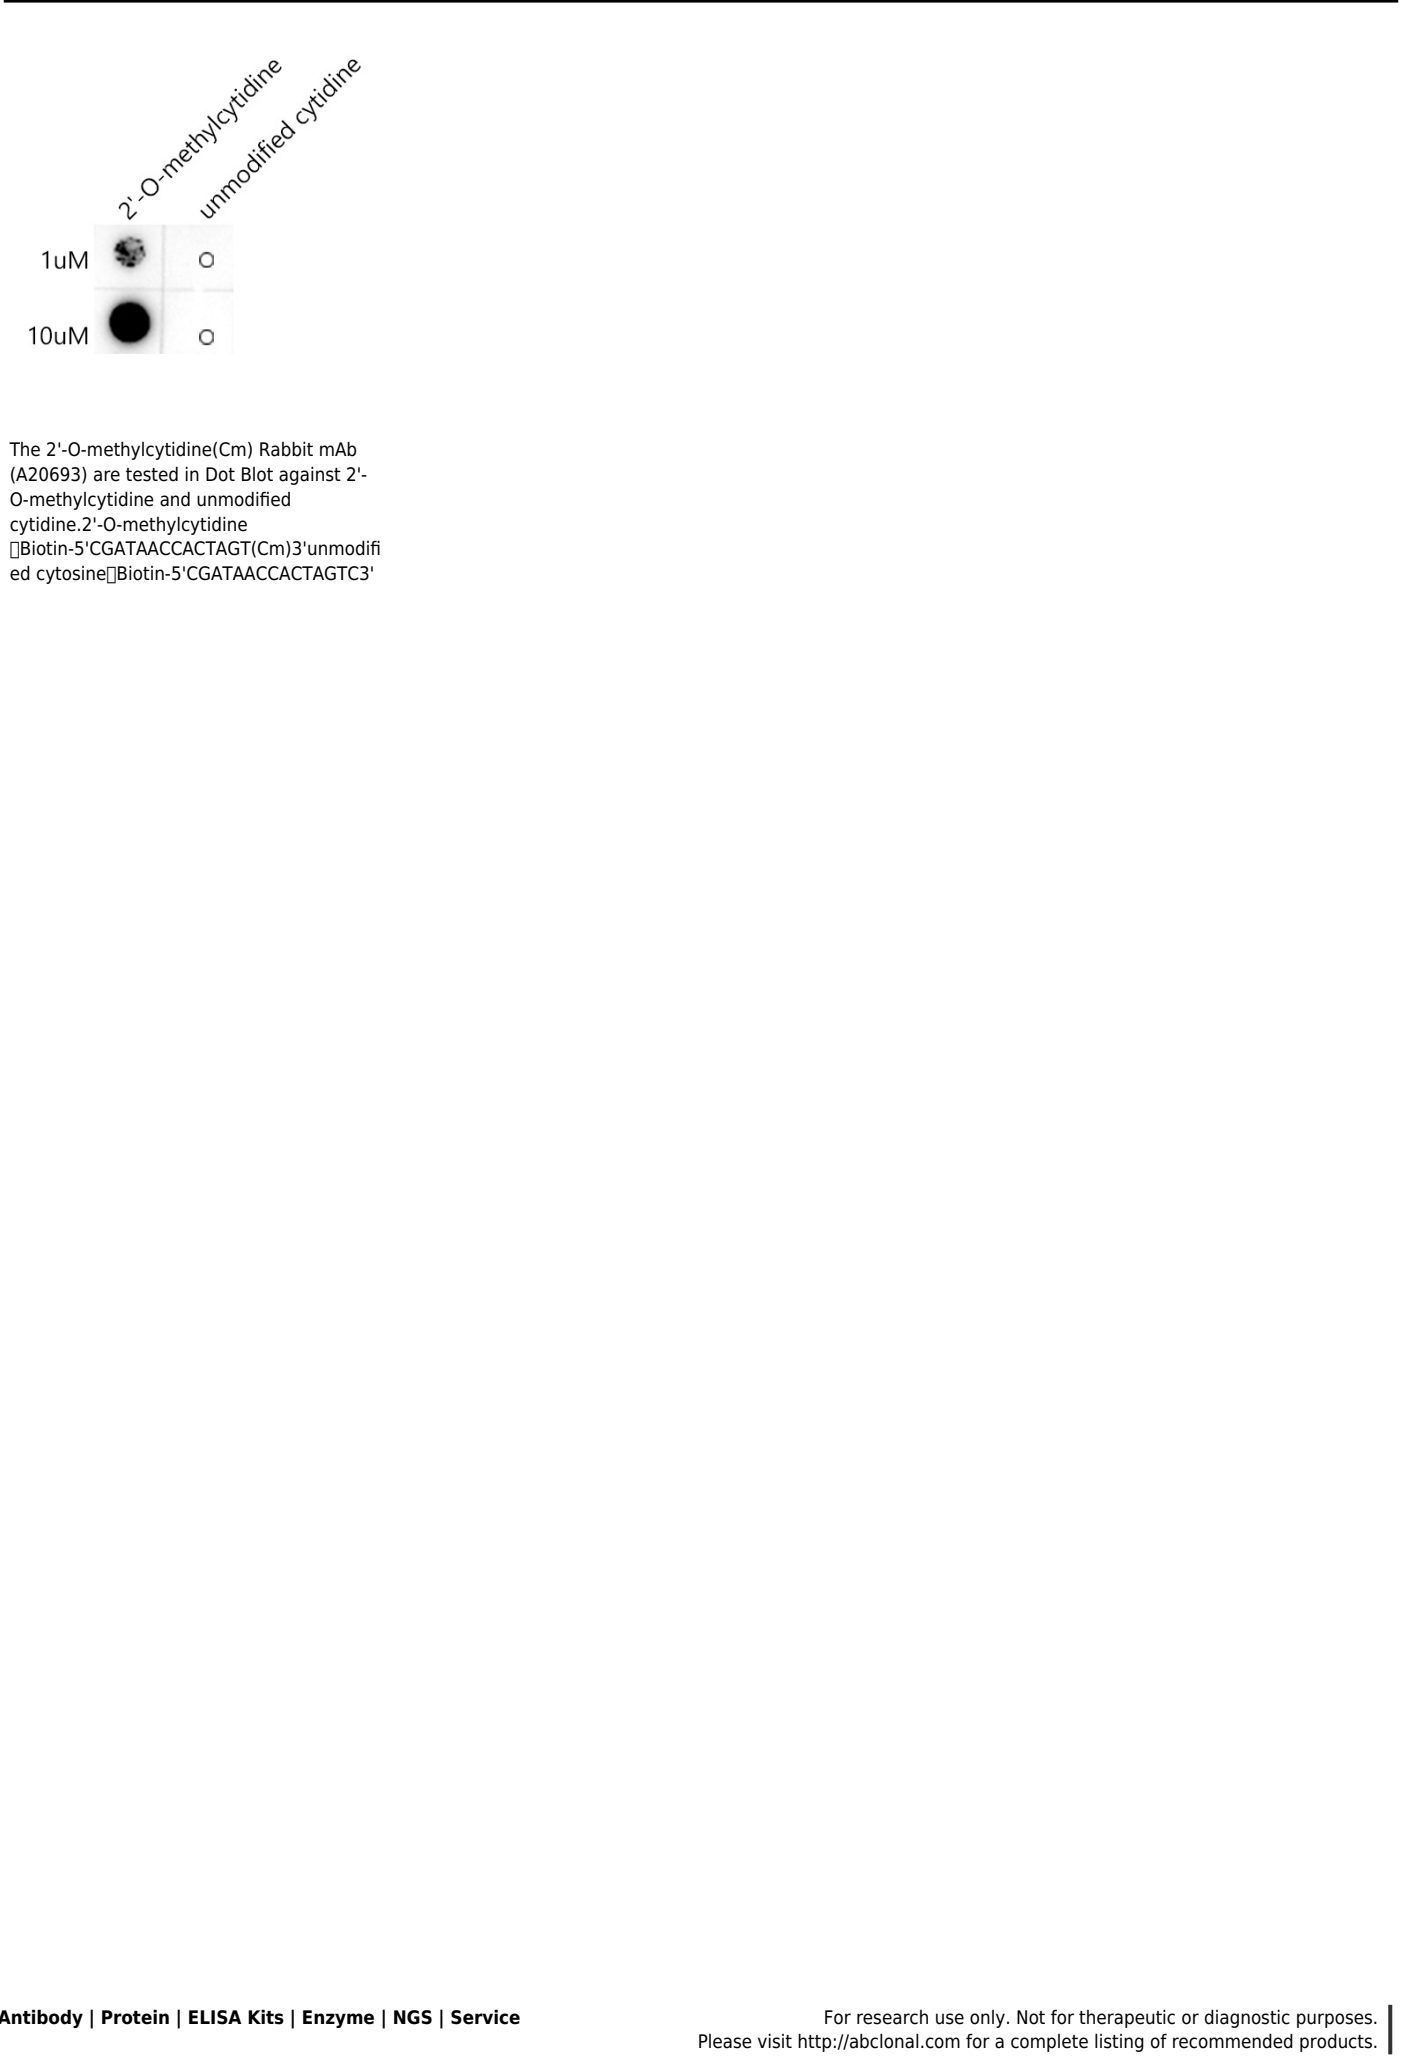 2'-O-methylcytidine
unmodified cytidine
1uM
10uM
The 2'-O-methylcytidine(Cm) Rabbit mAb
(A20693) are tested in Dot Blot against 2'-
O-methylcytidine and unmodified
cytidine.2'-O-methylcytidine
▯Biotin-5'CGATAACCACTAGT(Cm)3'unmodifi
ed cytosine▯Biotin-5'CGATAACCACTAGTC3'
Antibody | Protein | ELISA Kits | Enzyme | NGS | Service
For research use only. Not for therapeutic or diagnostic purposes.
Please visit http://abclonal.com for a complete listing of recommended products.